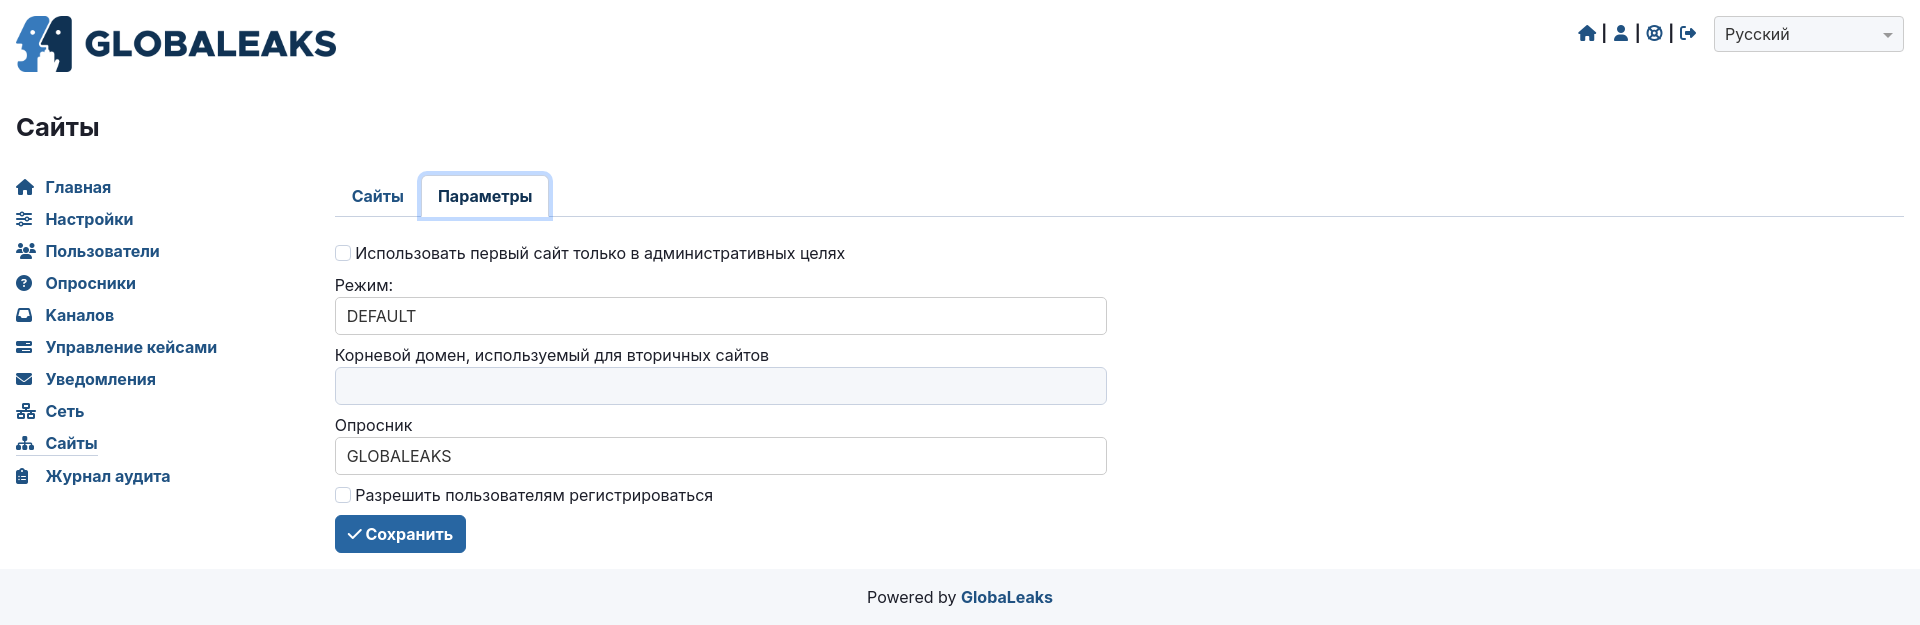 GLOBALEAKS
| | |
Русский
Сайты
Главная
Настройки
Пользователи
Опросники
Каналов
Управление кейсами
Уведомления
Сеть
Сайты
Журнал аудита
Сайты
Параметры
Использовать первый сайт только в административных целях
Режим:
DEFAULT
Корневой домен, используемый для вторичных сайтов
Опросник
GLOBALEAKS
Разрешить пользователям регистрироваться
Сохранить
Powered by GlobaLeaks